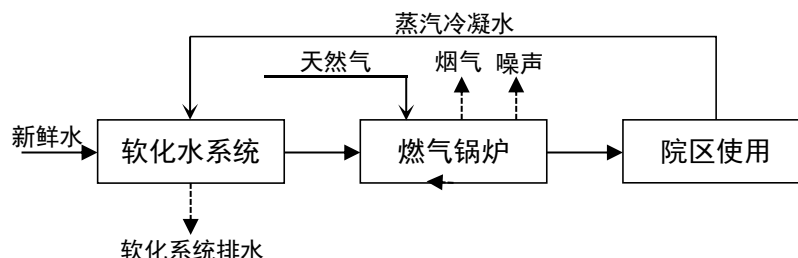 蒸汽冷凝水
天然气
烟气
噪声
新鲜水
软化水系统
燃气锅炉
院区使用
软化系统排水